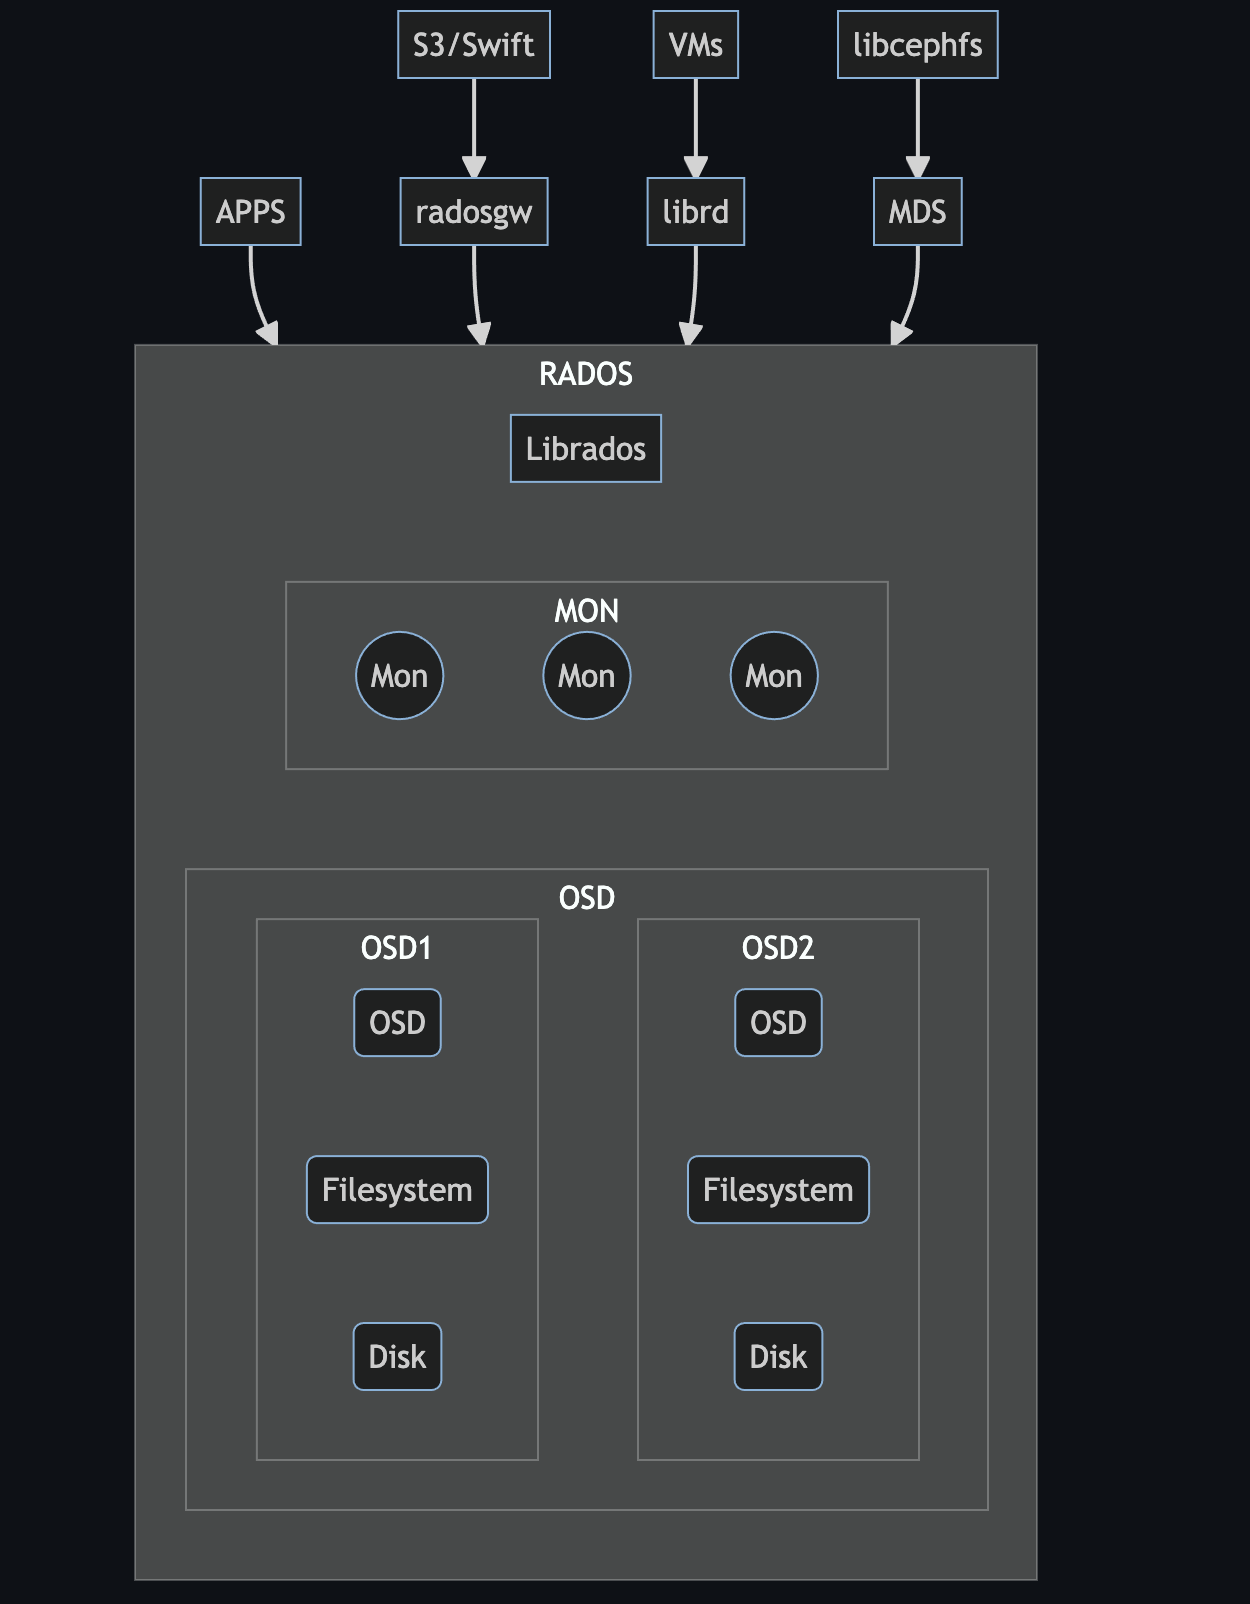 S3/Swift
VMs
libcephfs
APPS
radosgw
librd
MDS
RADOS
Librados
MON
Mon
Mon
Mon
OSD
OSD1
OSD2
OSD
OSD
Filesystem
Filesystem
Disk
Disk